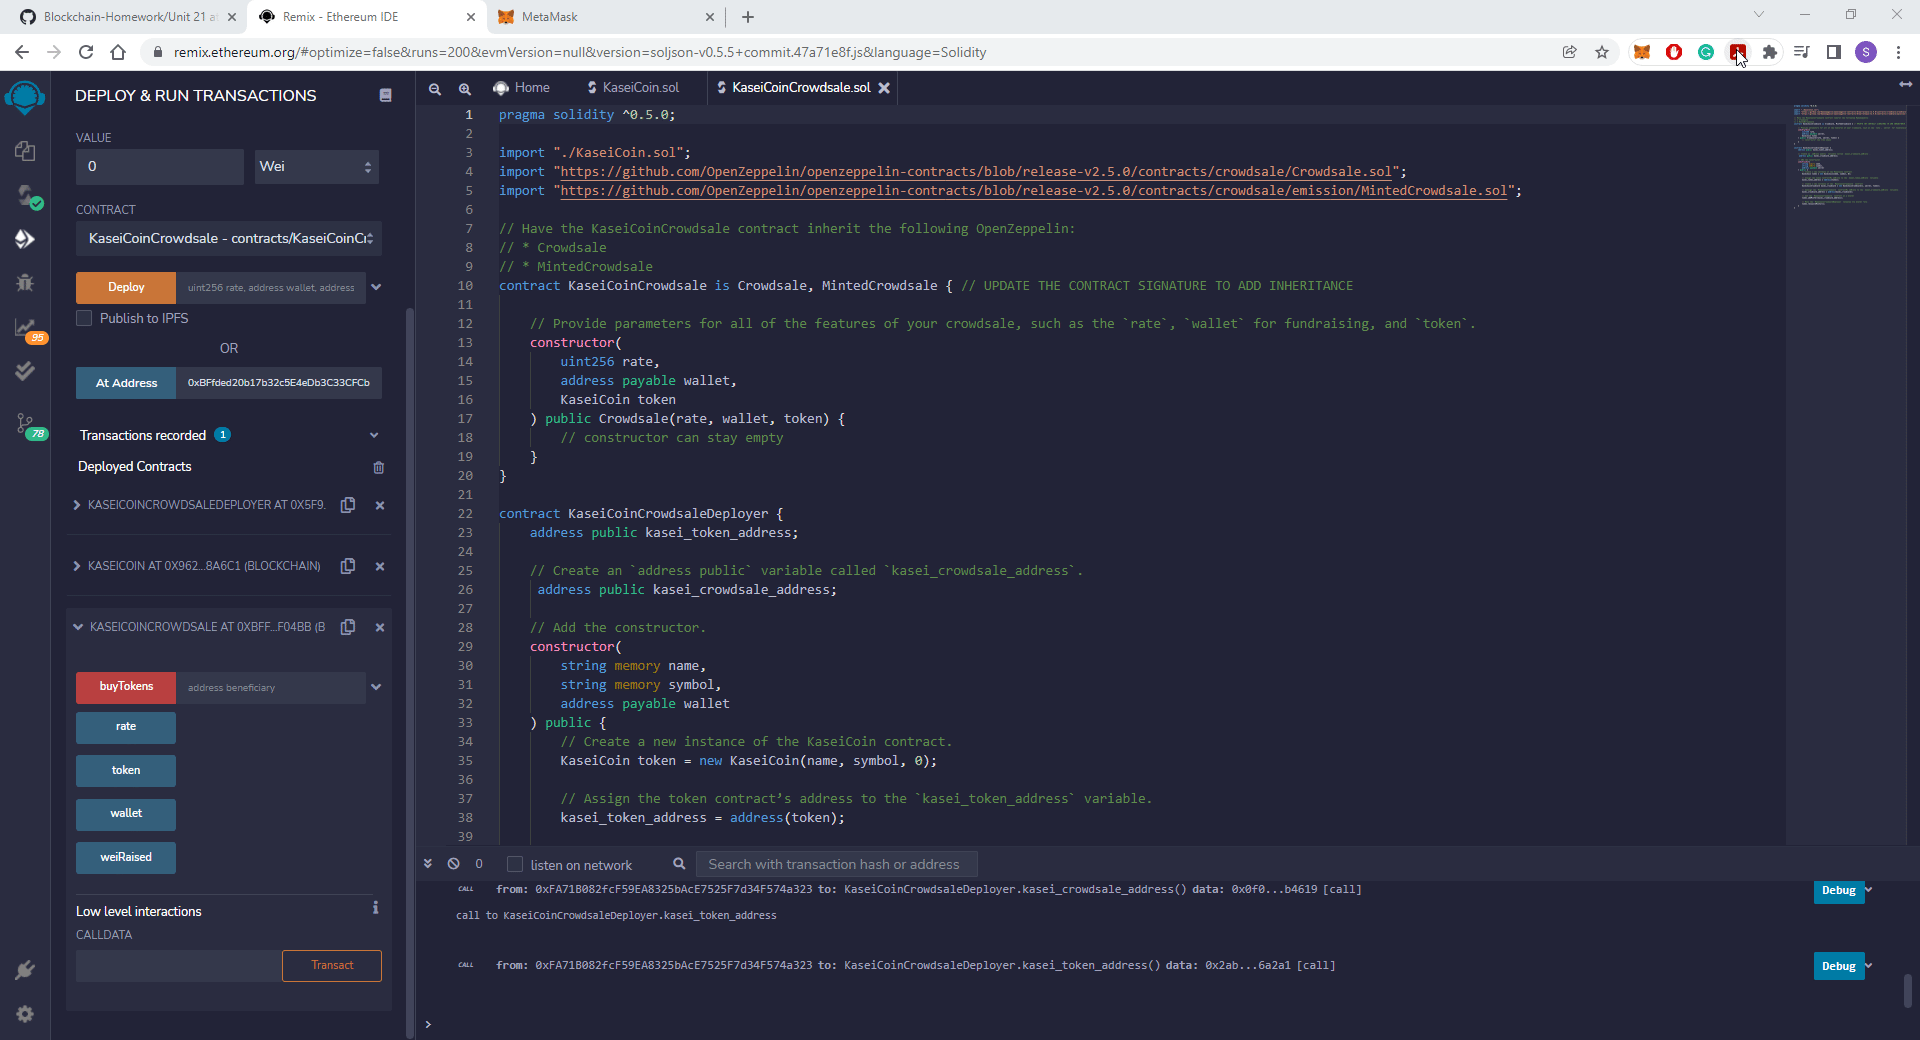 Blockchain-Homework/Unit 21 a
Remix - Ethereum IDE
MetaMask
remix.ethereum.org/#optimize=false&runs=200&evmVersion=null&version=soljson-v0.5.5+commit.47a71e8f.js&language=Solidity
S
DEPLOY & RUN TRANSACTIONS
VALUE
0
Wei
CONTRACT
KaseiCoinCrowdsale - contracts/KaseiCoinCr
Deploy
uint256 rate, address wallet, address
Publish to IPFS
OR
At Address
0xBFfded20b17b32c5E4eDb3C33CFCb
Transactions recorded 1
Deployed Contracts
KASEICOINCROWDSALEDEPLOYER AT 0X5F9.
KASEICOIN AT 0X962...8A6C1 (BLOCKCHAIN)
KASEICOINCROWDSALE AT 0XBFF...F04BB (B
buyTokens
address beneficiary
rate
token
wallet
weiRaised
Low level interactions
CALLDATA
Transact
95
78
Home
KaseiCoin.sol
KaseiCoinCrowdsale.sol
1 pragma solidity ^0.5.0;
2
3 import "./KaseiCoin.sol";
4 import "https://github.com/OpenZeppelin/openzeppelin-contracts/blob/release-v2.5.0/contracts/crowdsale/Crowdsale.sol";
5 import "https://github.com/OpenZeppelin/openzeppelin-contracts/blob/release-v2.5.0/contracts/crowdsale/emission/MintedCrowdsale.sol";
6
7 // Have the KaseiCoinCrowdsale contract inherit the following OpenZeppelin:
8 // * Crowdsale
9 // * MintedCrowdsale
10 contract KaseiCoinCrowdsale is Crowdsale, MintedCrowdsale { // UPDATE THE CONTRACT SIGNATURE TO ADD INHERITANCE
11
12 // Provide parameters for all of the features of your crowdsale, such as the `rate`, `wallet` for fundraising, and `token`.
13 constructor(
14 uint256 rate,
15 address payable wallet,
16 KaseiCoin token
17 ) public Crowdsale(rate, wallet, token) {
18 // constructor can stay empty
19 }
20 }
21
22 contract KaseiCoinCrowdsaleDeployer {
23 address public kasei_token_address;
24
25 // Create an `address public` variable called `kasei_crowdsale_address`.
26 address public kasei_crowdsale_address;
27
28 // Add the constructor.
29 constructor(
30 string memory name,
31 string memory symbol,
32 address payable wallet
33 ) public {
34 // Create a new instance of the KaseiCoin contract.
35 KaseiCoin token = new KaseiCoin(name, symbol, 0);
36
37 // Assign the token contract’s address to the `kasei_token_address` variable.
38 kasei_token_address = address(token);
39
0
listen on network
Search with transaction hash or address
CALL from: 0xFA71B082fcF59EA8325bAcE7525F7d34F574a323 to: KaseiCoinCrowdsaleDeployer.kasei_crowdsale_address() data: 0x0f0...b4619 [call]
Debug
call to KaseiCoinCrowdsaleDeployer.kasei_token_address
CALL from: 0xFA71B082fcF59EA8325bAcE7525F7d34F574a323 to: KaseiCoinCrowdsaleDeployer.kasei_token_address() data: 0x2ab...6a2a1 [call]
Debug
>